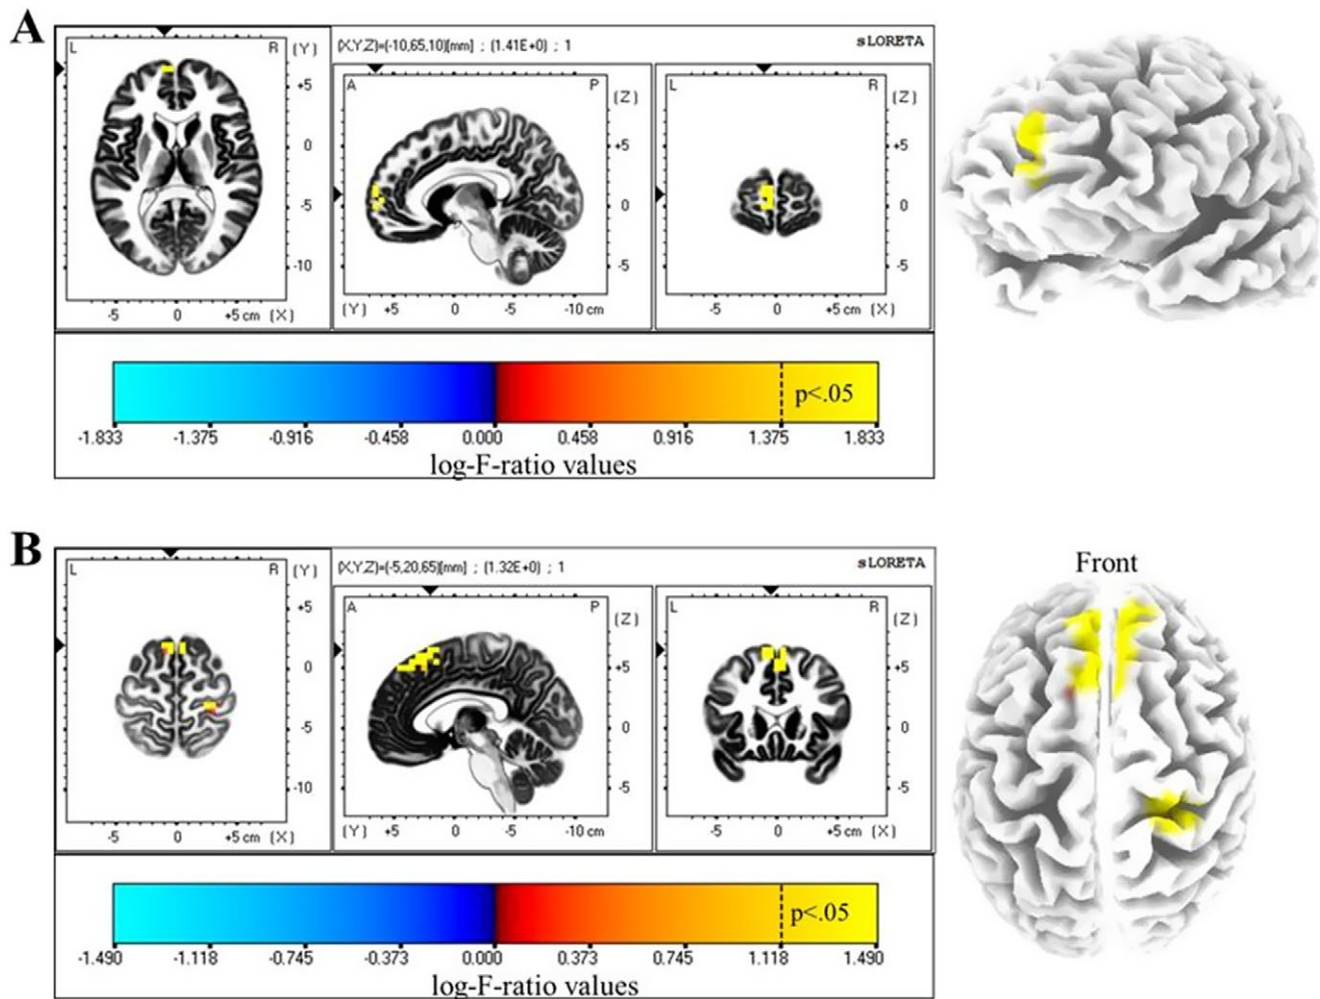 A
(X,Y,Z)=(-10,65,10)[mm] ; (1.41E+0) ; 1
sLORETA
L R (Y)
+5
0
-5
-10
-5 0 +5 cm (X)
A P (Z)
+5
0
-5
(Y) +5 0 -5 -10 cm
L R (Z)
+5
0
-5
-5 0 +5 cm (X)
p<.05
-1.833 -1.375 -0.916 -0.458 0.000 0.458 0.916 1.375 1.833
log-F-ratio values
B
(X,Y,Z)=(-5,20,65)[mm] ; (1.32E+0) ; 1
sLORETA
L R (Y)
+5
0
-5
-10
-5 0 +5 cm (X)
A P (Z)
+5
0
-5
(Y) +5 0 -5 -10 cm
L R (Z)
+5
0
-5
-5 0 +5 cm (X)
Front
p<.05
-1.490 -1.118 -0.745 -0.373 0.000 0.373 0.745 1.118 1.490
log-F-ratio values